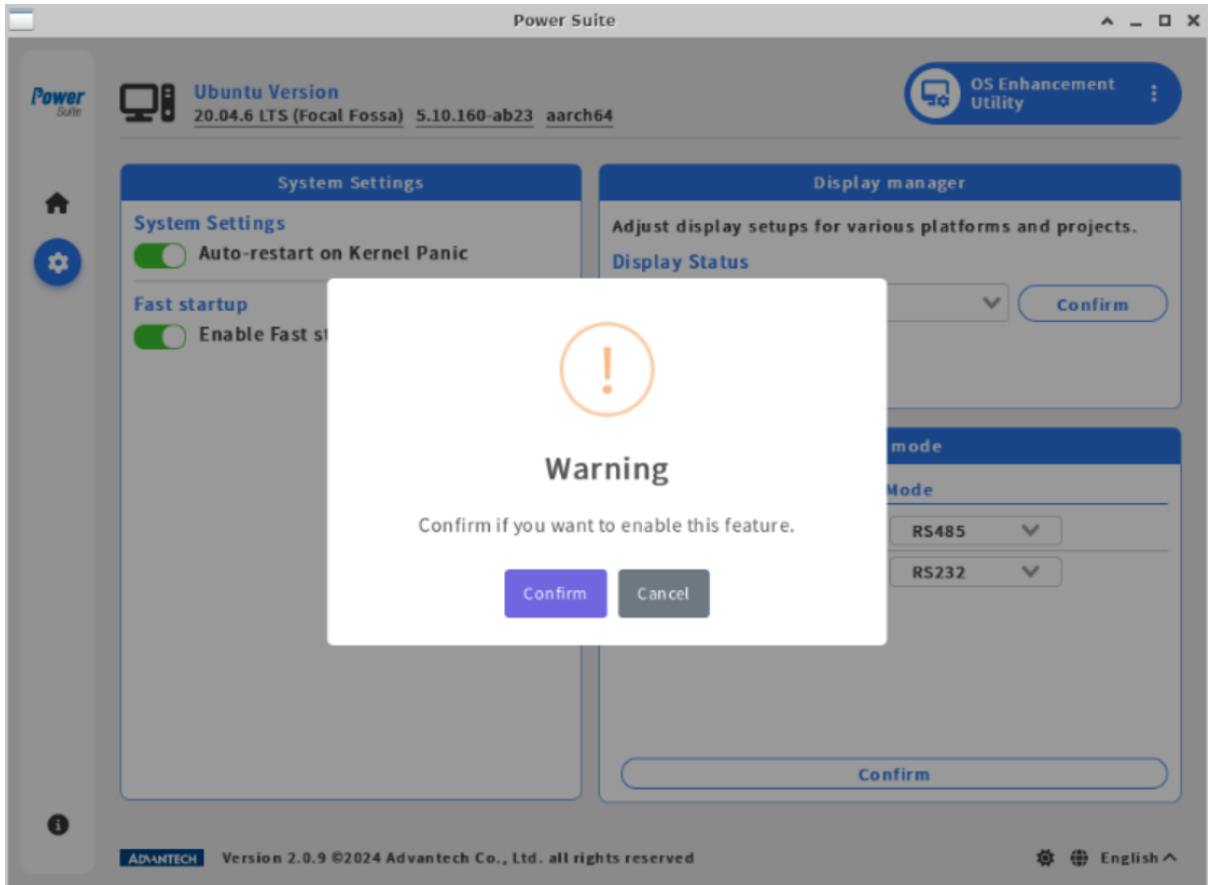 Power Suite
Power
Suite
Ubuntu Version
20.04.6 LTS (Focal Fossa) 5.10.160-ab23 aarch64
OS Enhancement
Utility
System Settings
System Settings
Auto-restart on Kernel Panic
Fast startup
Enable Fast
Display manager
Adjust display setups for various platforms and projects.
Display Status
Confirm
mode
Mode
RS485
RS232
Confirm
Warning
Confirm if you want to enable this feature.
Confirm
Cancel
ADVANTECH Version 2.0.9 ©2024 Advantech Co., Ltd. all rights reserved
English